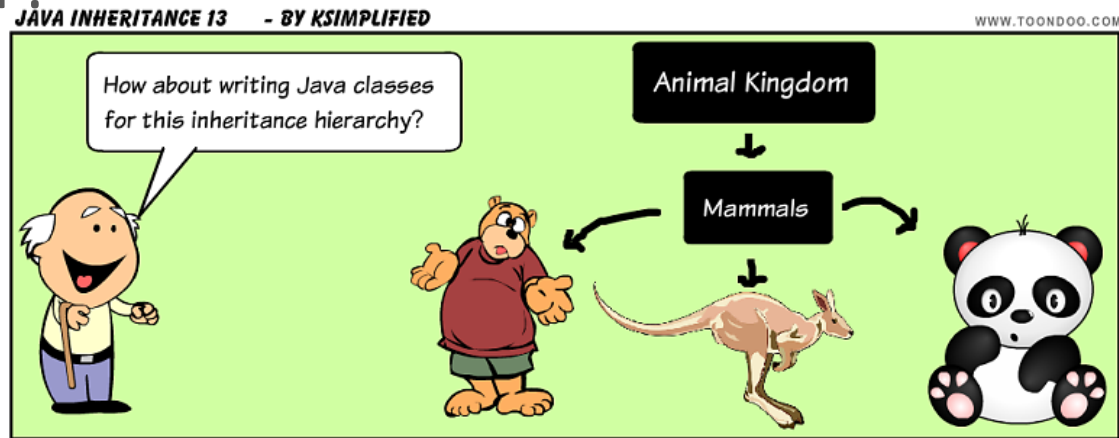 JAVA INHERITANCE 13 - BY KSIMPLIFIED
WWW.TOONDOO.COM
How about writing Java classes
for this inheritance hierarchy?
Animal Kingdom
Mammals